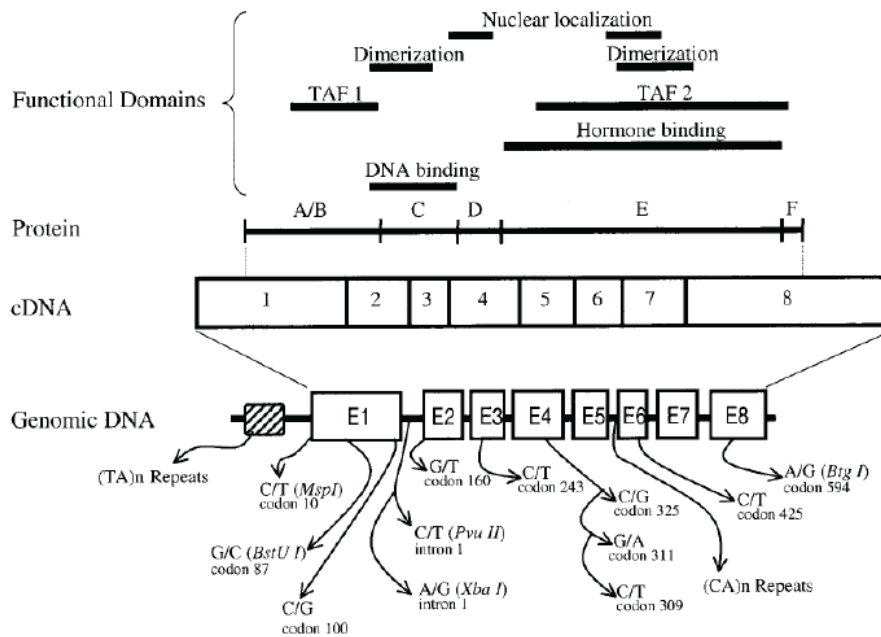 Nuclear localization
Dimerization Dimerization
Functional Domains TAF 1 TAF 2
Hormone binding
DNA binding
Protein A/B C D E F
cDNA 1 2 3 4 5 6 7 8
Genomic DNA E1 E2 E3 E4 E5 E6 E7 E8
(TA)n Repeats
C/T (MspI)
codon 10
G/C (BstU I)
codon 87
C/G
codon 100
C/T (Pvu II)
intron 1
A/G (Xba I)
intron 1
G/T
codon 160
C/T
codon 243
C/G
codon 325
G/A
codon 311
C/T
codon 309
(CA)n Repeats
C/T
codon 425
A/G (Btg I)
codon 594